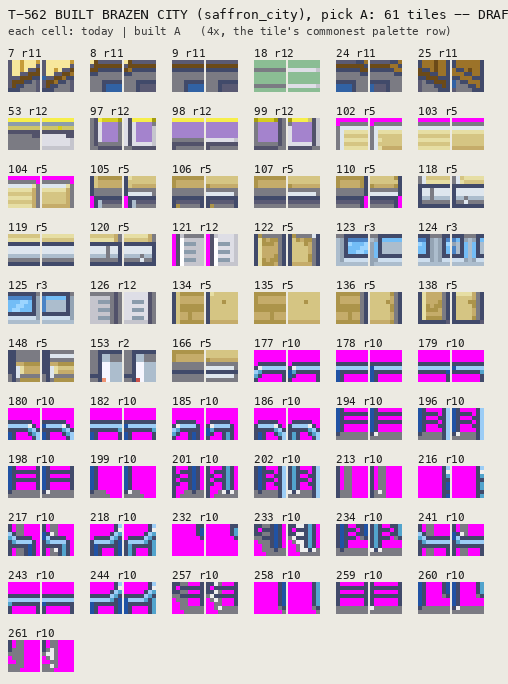 T−562 BUILT BRAZEN CITY (saffron_city), pick A: 61 tiles −− DRAF
each cell: today | built A   (4x, the tile's commonest palette row)
7 r11 8 r11 9 r11 18 r12 24 r11 25 r11
53 r12 97 r12 98 r12 99 r12 102 r5 103 r5
104 r5 105 r5 106 r5 107 r5 110 r5 118 r5
119 r5 120 r5 121 r12 122 r5 123 r3 124 r3
125 r3 126 r12 134 r5 135 r5 136 r5 138 r5
148 r5 153 r2 166 r5 177 r10 178 r10 179 r10
180 r10 182 r10 185 r10 186 r10 194 r10 196 r10
198 r10 199 r10 201 r10 202 r10 213 r10 216 r10
217 r10 218 r10 232 r10 233 r10 234 r10 241 r10
243 r10 244 r10 257 r10 258 r10 259 r10 260 r10
261 r10